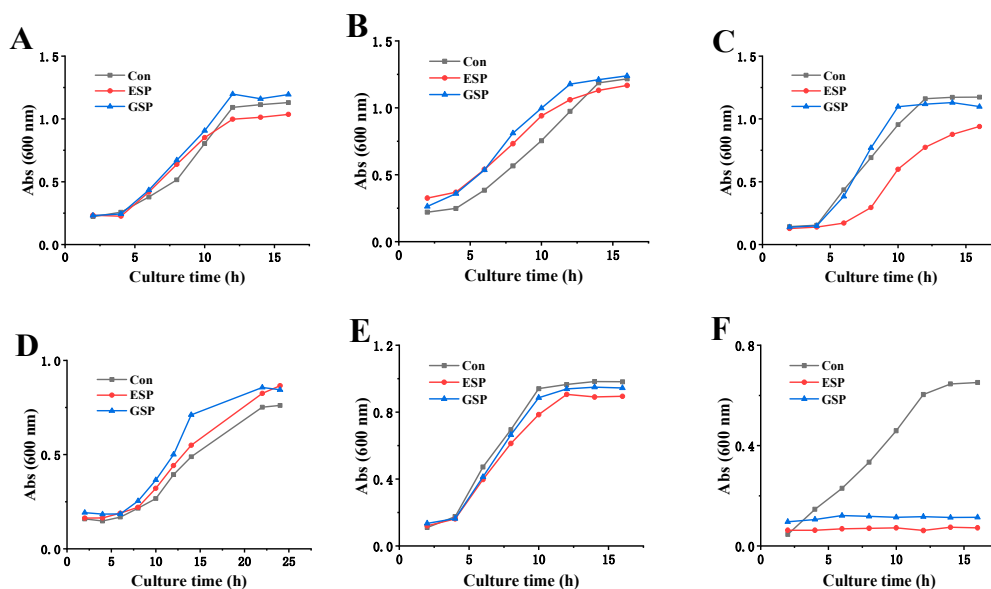 A
1.5
1.0
0.5
0.0
Abs (600 nm)
Con
ESP
GSP
0 5 10 15
Culture time (h)
B
1.5
1.0
0.5
0.0
Abs (600 nm)
Con
ESP
GSP
0 5 10 15
Culture time (h)
C
1.5
1.0
0.5
0.0
Abs (600 nm)
Con
ESP
GSP
0 5 10 15
Culture time (h)
D
1.0
0.5
0.0
Abs (600 nm)
Con
ESP
GSP
0 5 10 15 20 25
Culture time (h)
E
1.2
0.8
0.4
0.0
Abs (600 nm)
Con
ESP
GSP
0 5 10 15
Culture time (h)
F
0.8
0.4
0.0
Abs (600 nm)
Con
ESP
GSP
0 5 10 15
Culture time (h)